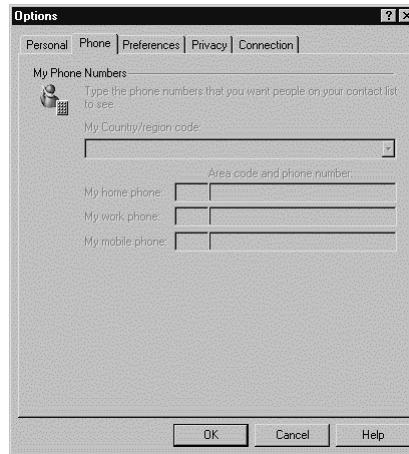 Options
Personal Phone Preferences Privacy Connection
My Phone Numbers
Type the phone numbers that you want people on your contact list
to see.
My Country/region code:
Area code and phone number:
My home phone:
My work phone:
My mobile phone:
OK Cancel Help